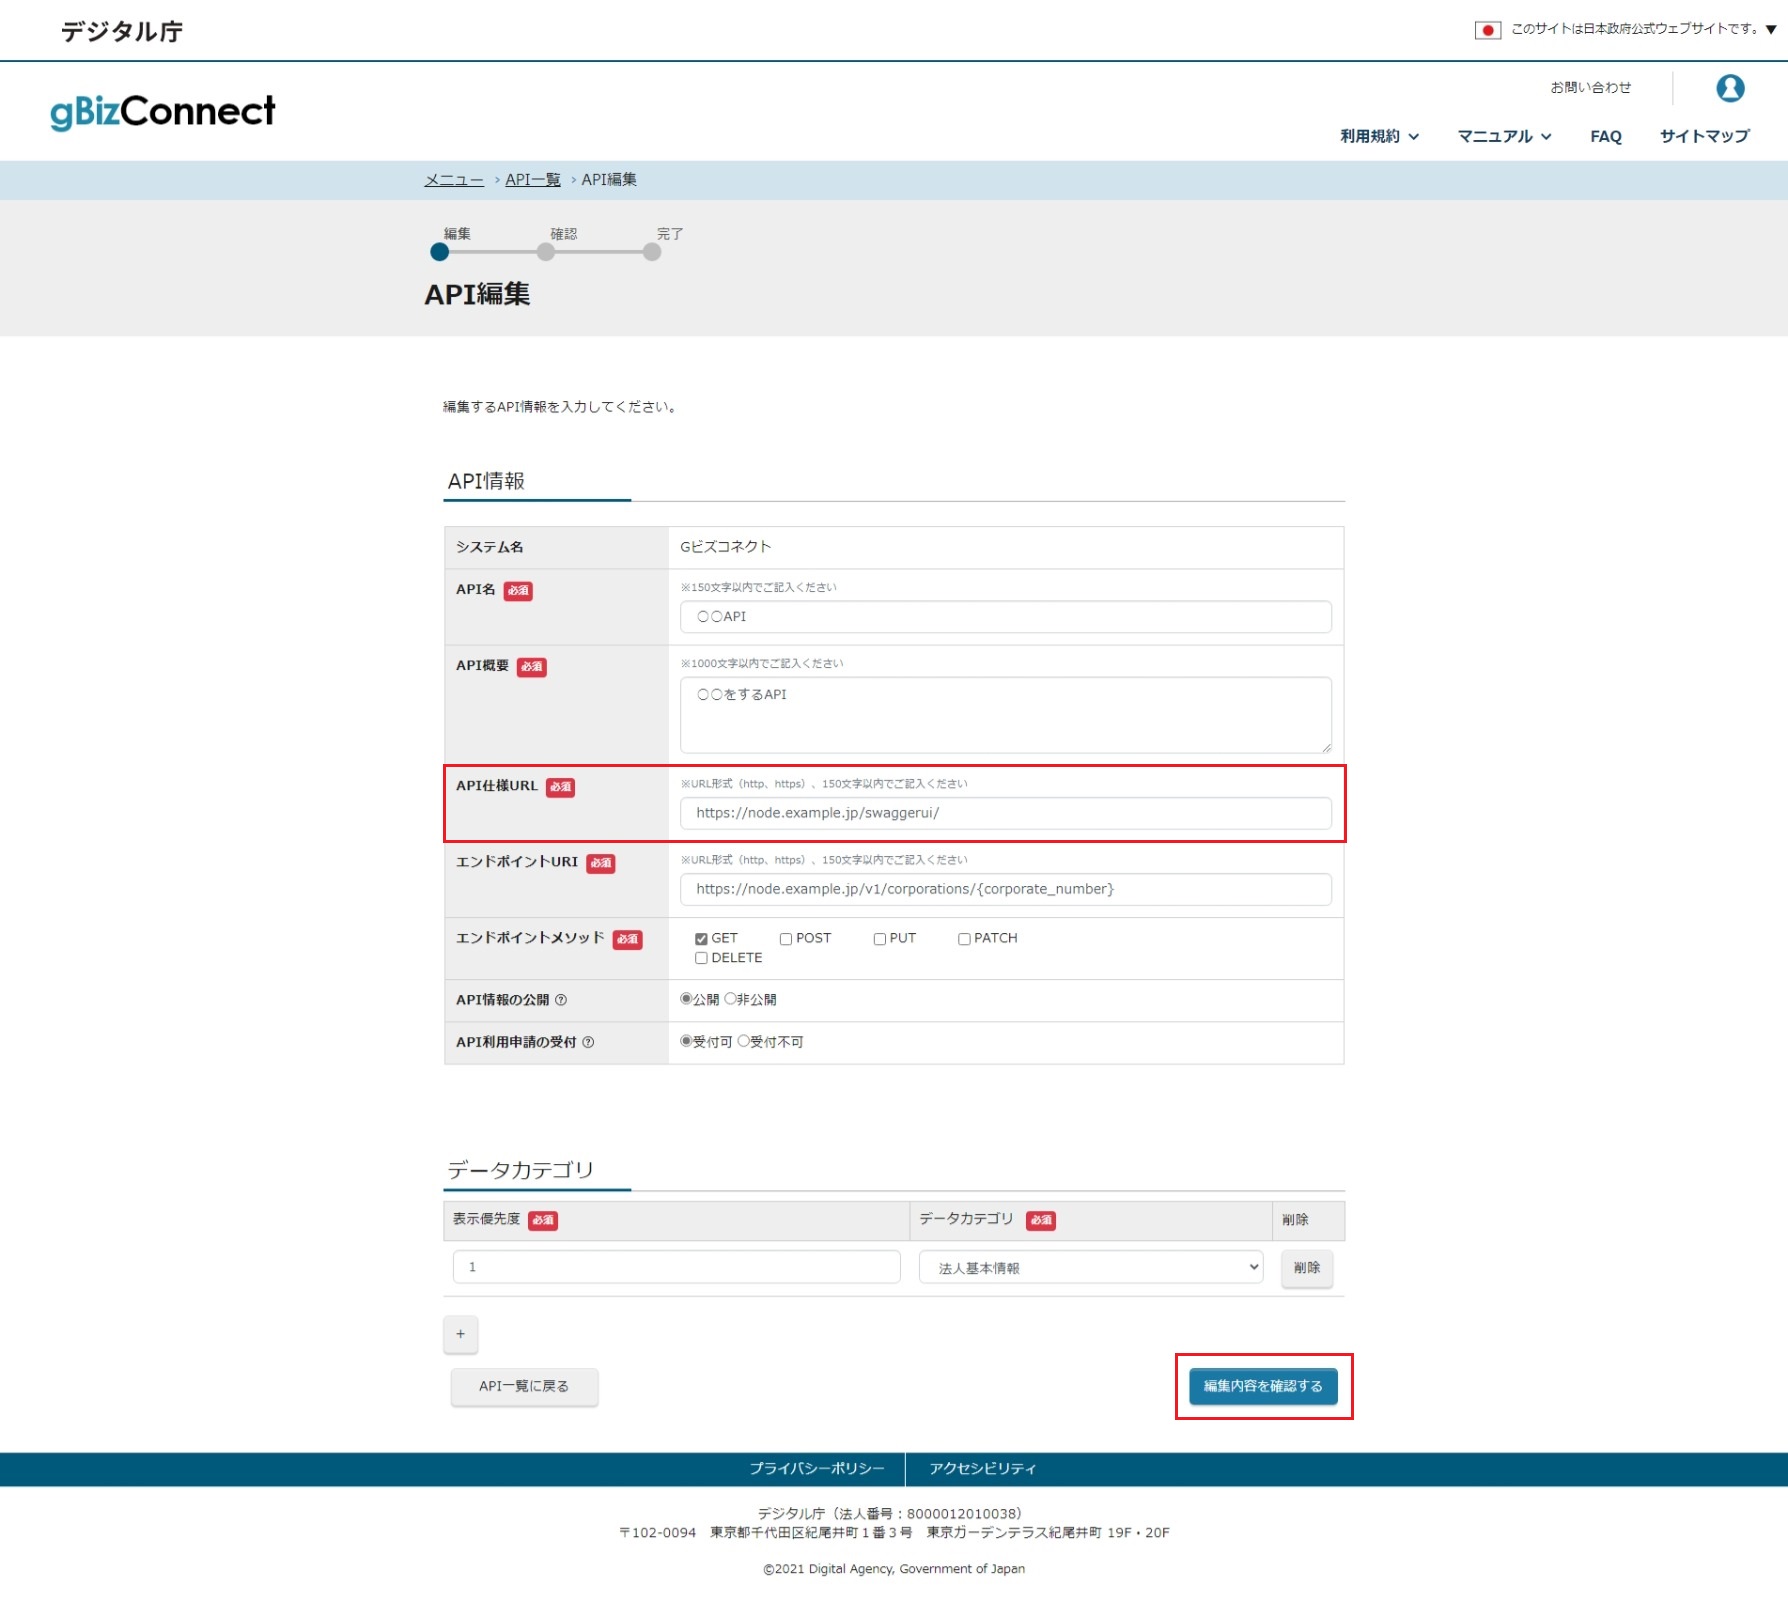 デジタル庁
このサイトは日本政府公式ウェブサイトです。▼
お問い合わせ
gBizConnect
利用規約 マニュアル FAQ サイトマップ
メニュー › API一覧 › API編集
編集 確認 完了
API編集
編集するAPI情報を入力してください。
API情報
システム名 Gビズコネクト
API名 必須 ※150文字以内でご記入ください
○○API
API概要 必須 ※1000文字以内でご記入ください
○○をするAPI
API仕様URL 必須 ※URL形式（http、https）、150文字以内でご記入ください
https://node.example.jp/swaggerui/
エンドポイントURI 必須 ※URL形式（http、https）、150文字以内でご記入ください
https://node.example.jp/v1/corporations/{corporate_number}
エンドポイントメソッド 必須 GET POST PUT PATCH
DELETE
API情報の公開 ? 公開 非公開
API利用申請の受付 ? 受付可 受付不可
データカテゴリ
表示優先度 必須 データカテゴリ 必須 削除
1 法人基本情報 削除
+
API一覧に戻る 編集内容を確認する
プライバシーポリシー アクセシビリティ
デジタル庁（法人番号：8000012010038）
〒102-0094　東京都千代田区紀尾井町１番３号　東京ガーデンテラス紀尾井町 19F・20F
©2021 Digital Agency, Government of Japan